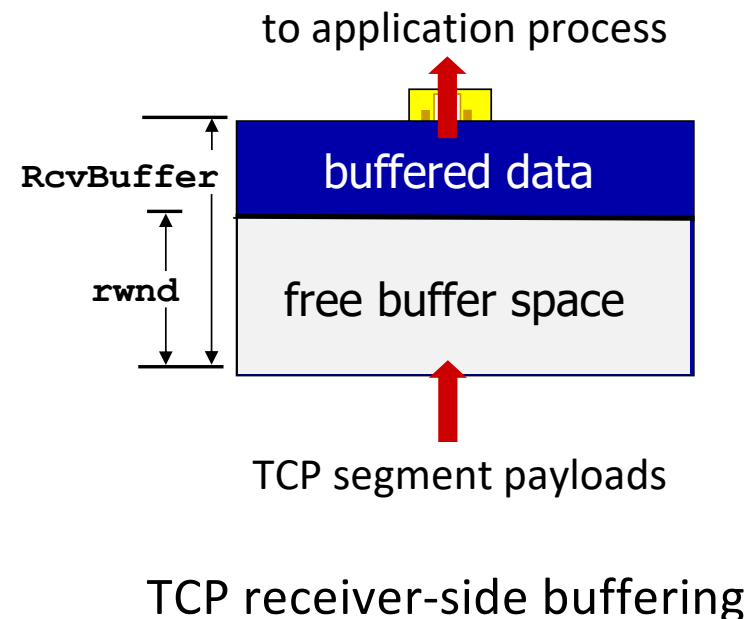 to application process
RcvBuffer
buffered data
rwnd
free buffer space
TCP segment payloads
TCP receiver-side buffering